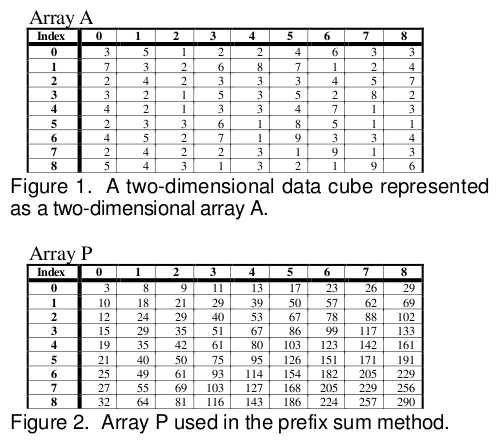 Array A
Index 0 1 2 3 4 5 6 7 8
0 3 5 1 2 2 4 6 3 3
1 7 3 2 6 8 7 1 2 4
2 2 4 2 3 3 3 4 5 7
3 3 2 1 5 3 5 2 8 2
4 4 2 1 3 3 4 7 1 3
5 2 3 3 6 1 8 5 1 1
6 4 5 2 7 1 9 3 3 4
7 2 4 2 2 3 1 9 1 3
8 5 4 3 1 3 2 1 9 6
Figure 1. A two-dimensional data cube represented
as a two-dimensional array A.
Array P
Index 0 1 2 3 4 5 6 7 8
0 3 8 9 11 13 17 23 26 29
1 10 18 21 29 39 50 57 62 69
2 12 24 29 40 53 67 78 88 102
3 15 29 35 51 67 86 99 117 133
4 19 35 42 61 80 103 123 142 161
5 21 40 50 75 95 126 151 171 191
6 25 49 61 93 114 154 182 205 229
7 27 55 69 103 127 168 205 229 256
8 32 64 81 116 143 186 224 257 290
Figure 2. Array P used in the prefix sum method.